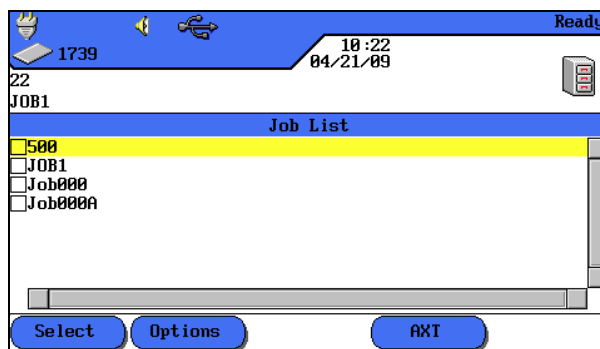 Ready
1739
10:22
04/21/09
22
JOB1
Job List
500
JOB1
Job000
Job000A
Select Options AXT